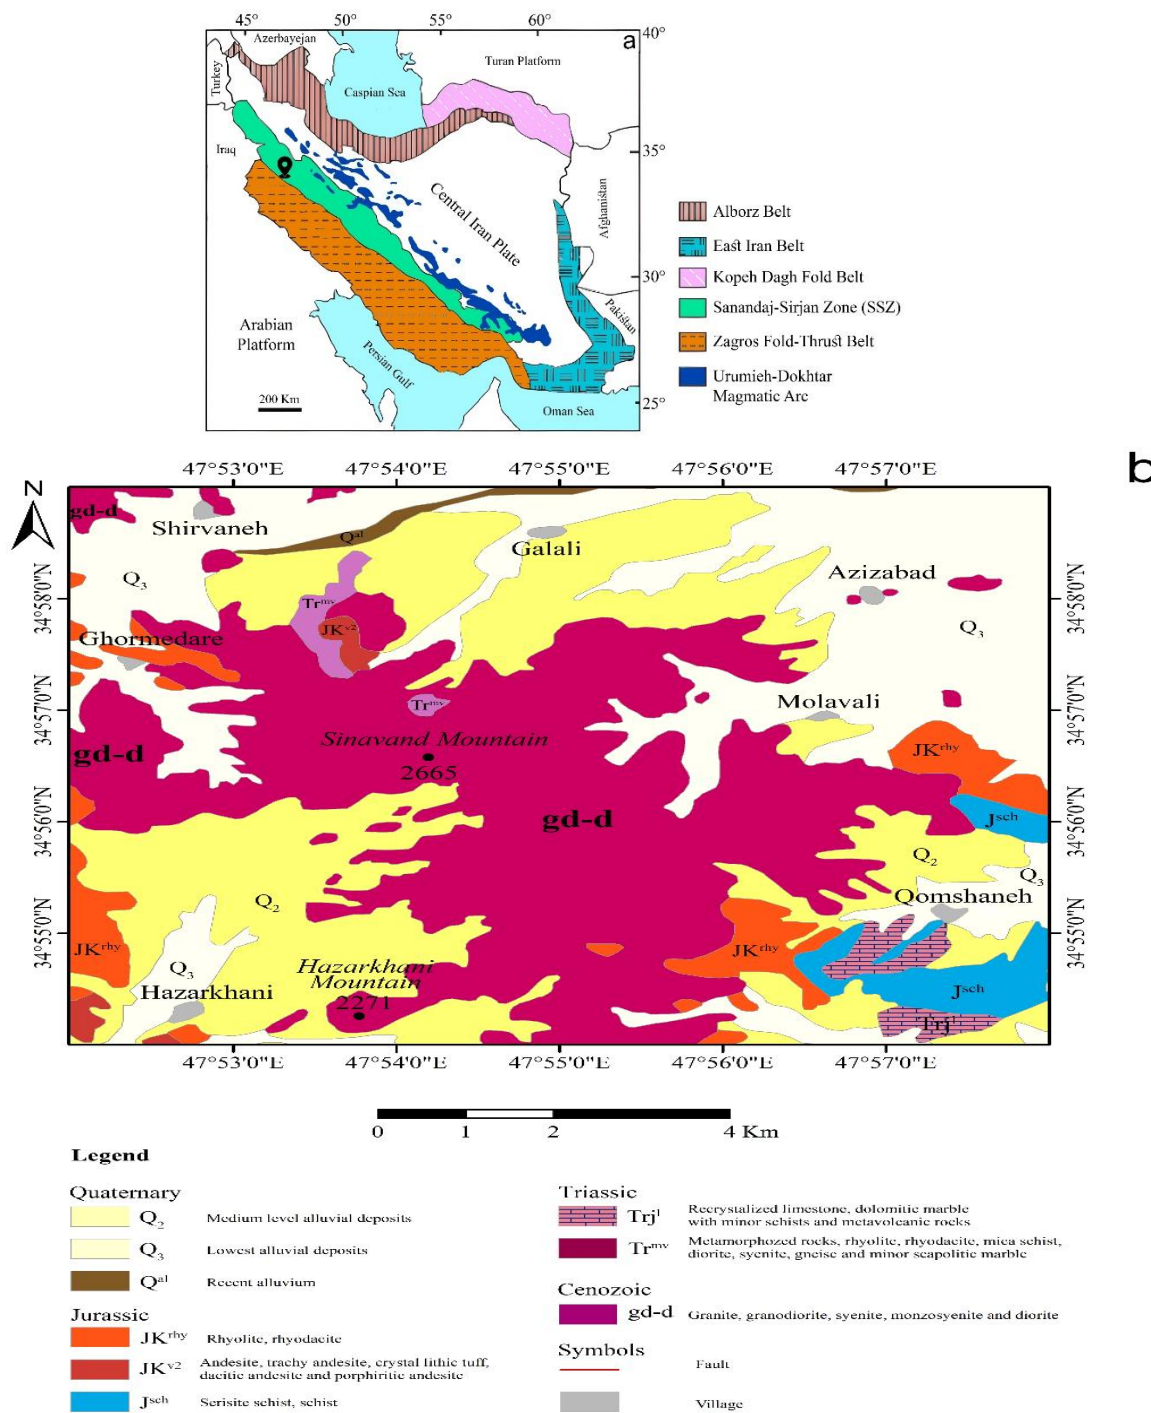 45° 50° 55° 60°
a
40°
Azerbayejan
Turan Platform
Turkey
Caspian Sea
Iraq
35°
Central Iran Plate
Afghanistan
Alborz Belt
East Iran Belt
30°
Kopeh Dagh Fold Belt
Pakistan
Sanandaj-Sirjan Zone (SSZ)
Arabian
Platform
Zagros Fold-Thrust Belt
Persian Gulf
Urumieh-Dokhtar
Magmatic Arc
200 Km
Oman Sea
25°
b
47°53'0"E 47°54'0"E 47°55'0"E 47°56'0"E 47°57'0"E
N
gd-d
Shirvaneh
Qal
Galali
Azizabad
Q3
34°58'0"N
Trmv
34°58'0"N
JKv2
Q3
Ghormedare
34°57'0"N
Trmv
Molavali
34°57'0"N
Sinavand Mountain
gd-d
JKrhy
2665
34°56'0"N
gd-d
Jsch
34°56'0"N
Q2
Q3
Q2
Qomshaneh
34°55'0"N
JKrhy
JKrhy
34°55'0"N
Q3
Hazarkhani
Mountain
Hazarkhani
2271
Jsch
Trjl
47°53'0"E 47°54'0"E 47°55'0"E 47°56'0"E 47°57'0"E
0 1 2 4 Km
Legend
Quaternary
Q2 Medium level alluvial deposits
Q3 Lowest alluvial deposits
Qal Recent alluvium
Jurassic
JKrhy Rhyolite, rhyodacite
JKv2 Andesite, trachy andesite, crystal lithic tuff,
dacitic andesite and porphiritic andesite
Jsch Serisite schist, schist
Triassic
Trjl Recrystalized limestone, dolomitic marble
with minor schists and metavolcanic rocks
Trmv Metamorphozed rocks, rhyolite, rhyodacite, mica schist,
diorite, syenite, gneise and minor scapolitic marble
Cenozoic
gd-d Granite, granodiorite, syenite, monzosyenite and diorite
Symbols
Fault
Village